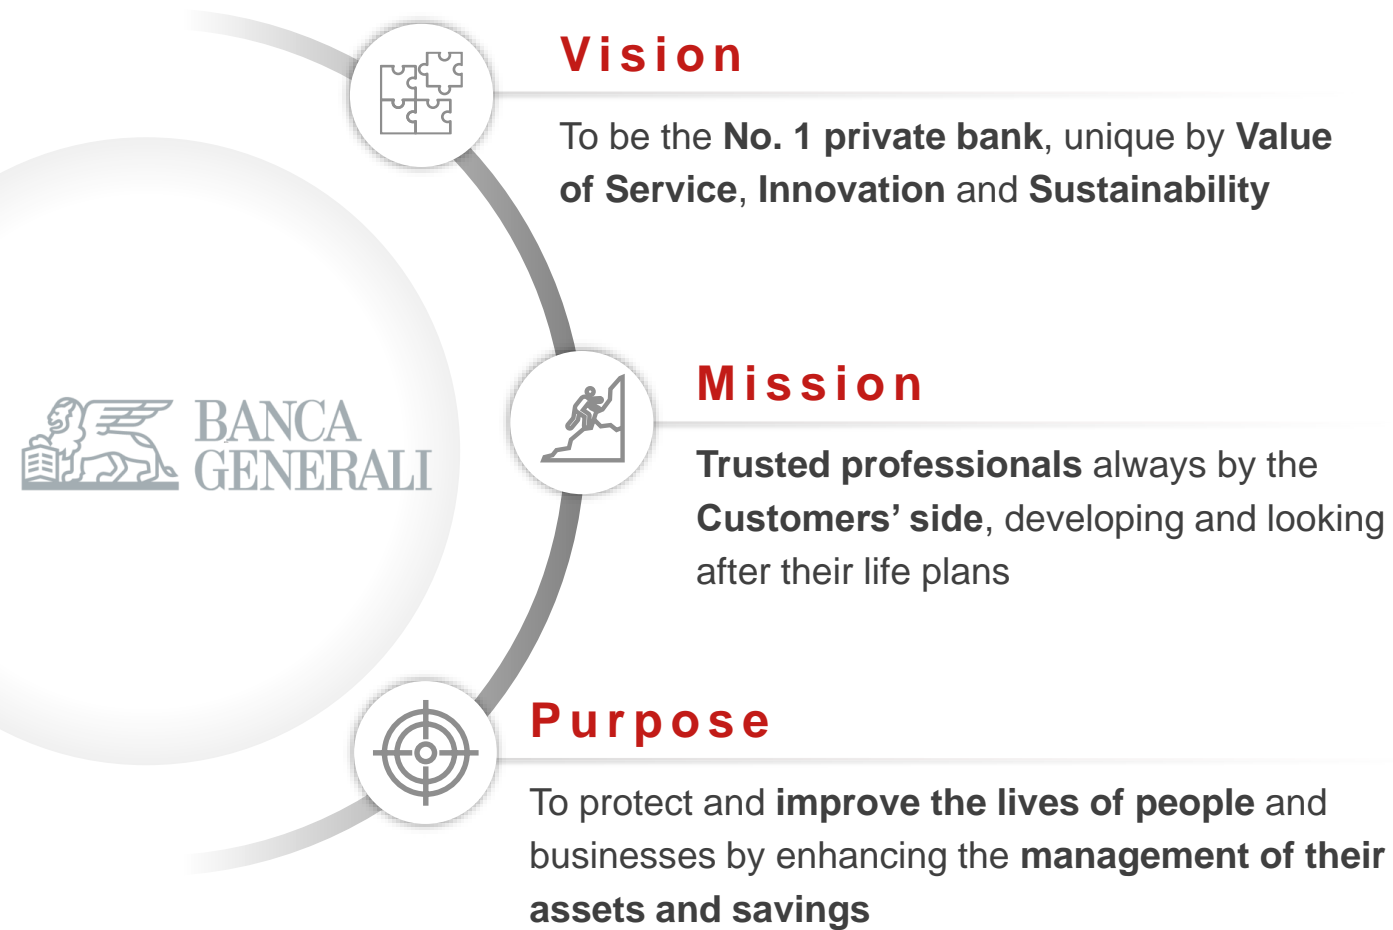 Vision
To be the No. 1 private bank, unique by Value
of Service, Innovation and Sustainability
BANCA
GENERALI
Mission
Trusted professionals always by the
Customers’ side, developing and looking
after their life plans
Purpose
To protect and improve the lives of people and
businesses by enhancing the management of their
assets and savings